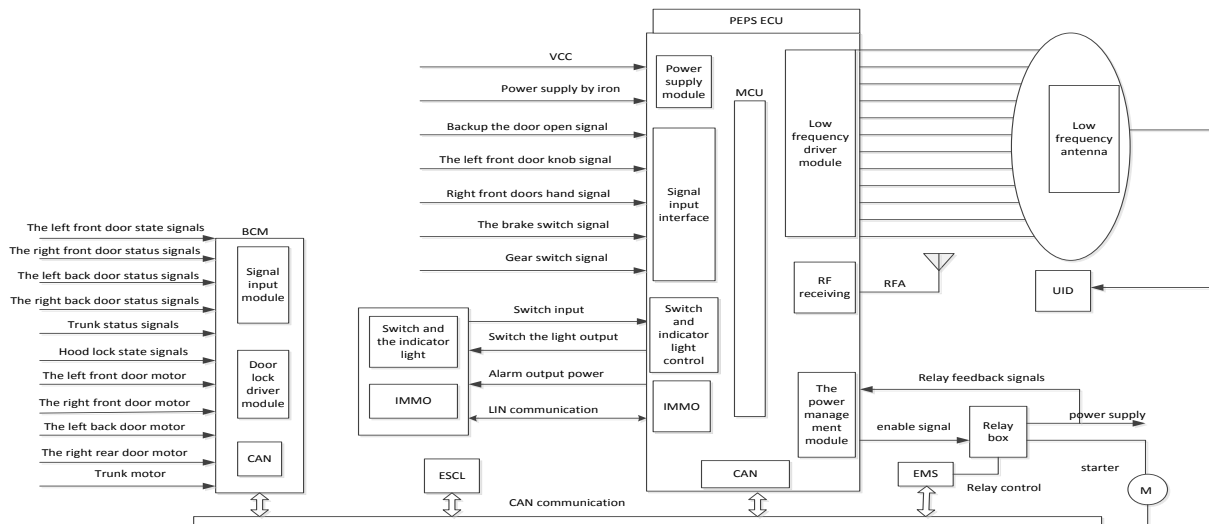 PEPS ECU
VCC
Power supply by iron
Backup the door open signal
The left front door knob signal
Right front doors hand signal
The brake switch signal
Gear switch signal
Power
supply
module
MCU
Signal
input
interface
Low
frequency
driver
module
Low
frequency
antenna
RF
receiving
RFA
UID
The left front door state signals
The right front door status signals
The left back door status signals
The right back door status signals
Trunk status signals
Hood lock state signals
The left front door motor
The right front door motor
The left back door motor
The right rear door motor
Trunk motor
BCM
Signal
input
module
Door
lock
driver
module
CAN
Switch and
the indicator
light
IMMO
Switch input
Switch the light output
Alarm output power
LIN communication
Switch
and
indicator
light control
IMMO
The
power
manage
ment
module
Relay feedback signals
power supply
enable signal
Relay
box
starter
M
ESCL
CAN
EMS
Relay control
CAN communication